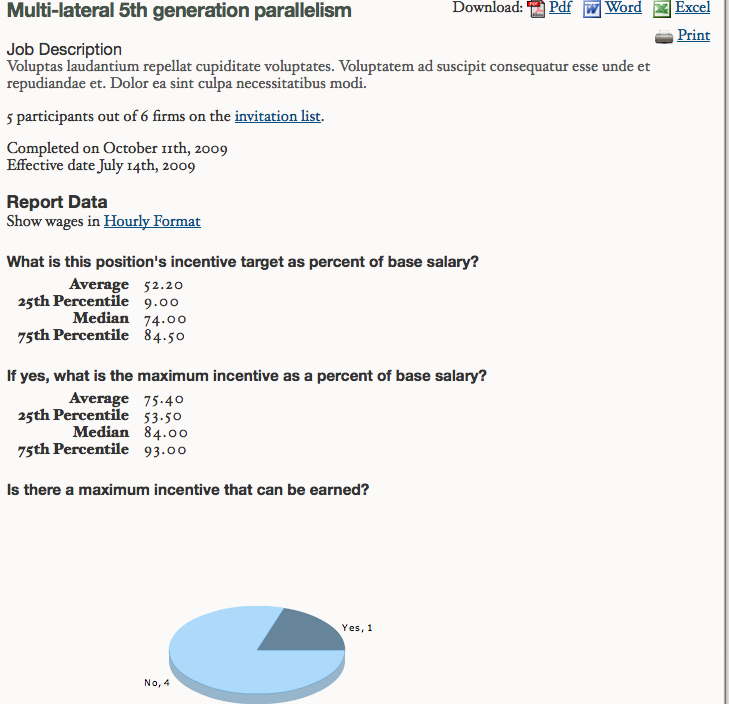 Multi-lateral 5th generation parallelism
Download: Pdf Word Excel
Print
Job Description
Voluptas laudantium repellat cupiditate voluptates. Voluptatem ad suscipit consequatur esse unde et
repudiandae et. Dolor ea sint culpa necessitatibus modi.
5 participants out of 6 firms on the invitation list.
Completed on October 11th, 2009
Effective date July 14th, 2009
Report Data
Show wages in Hourly Format
What is this position's incentive target as percent of base salary?
Average 52.20
25th Percentile 9.00
Median 74.00
75th Percentile 84.50
If yes, what is the maximum incentive as a percent of base salary?
Average 75.40
25th Percentile 53.50
Median 84.00
75th Percentile 93.00
Is there a maximum incentive that can be earned?
Yes, 1
No, 4